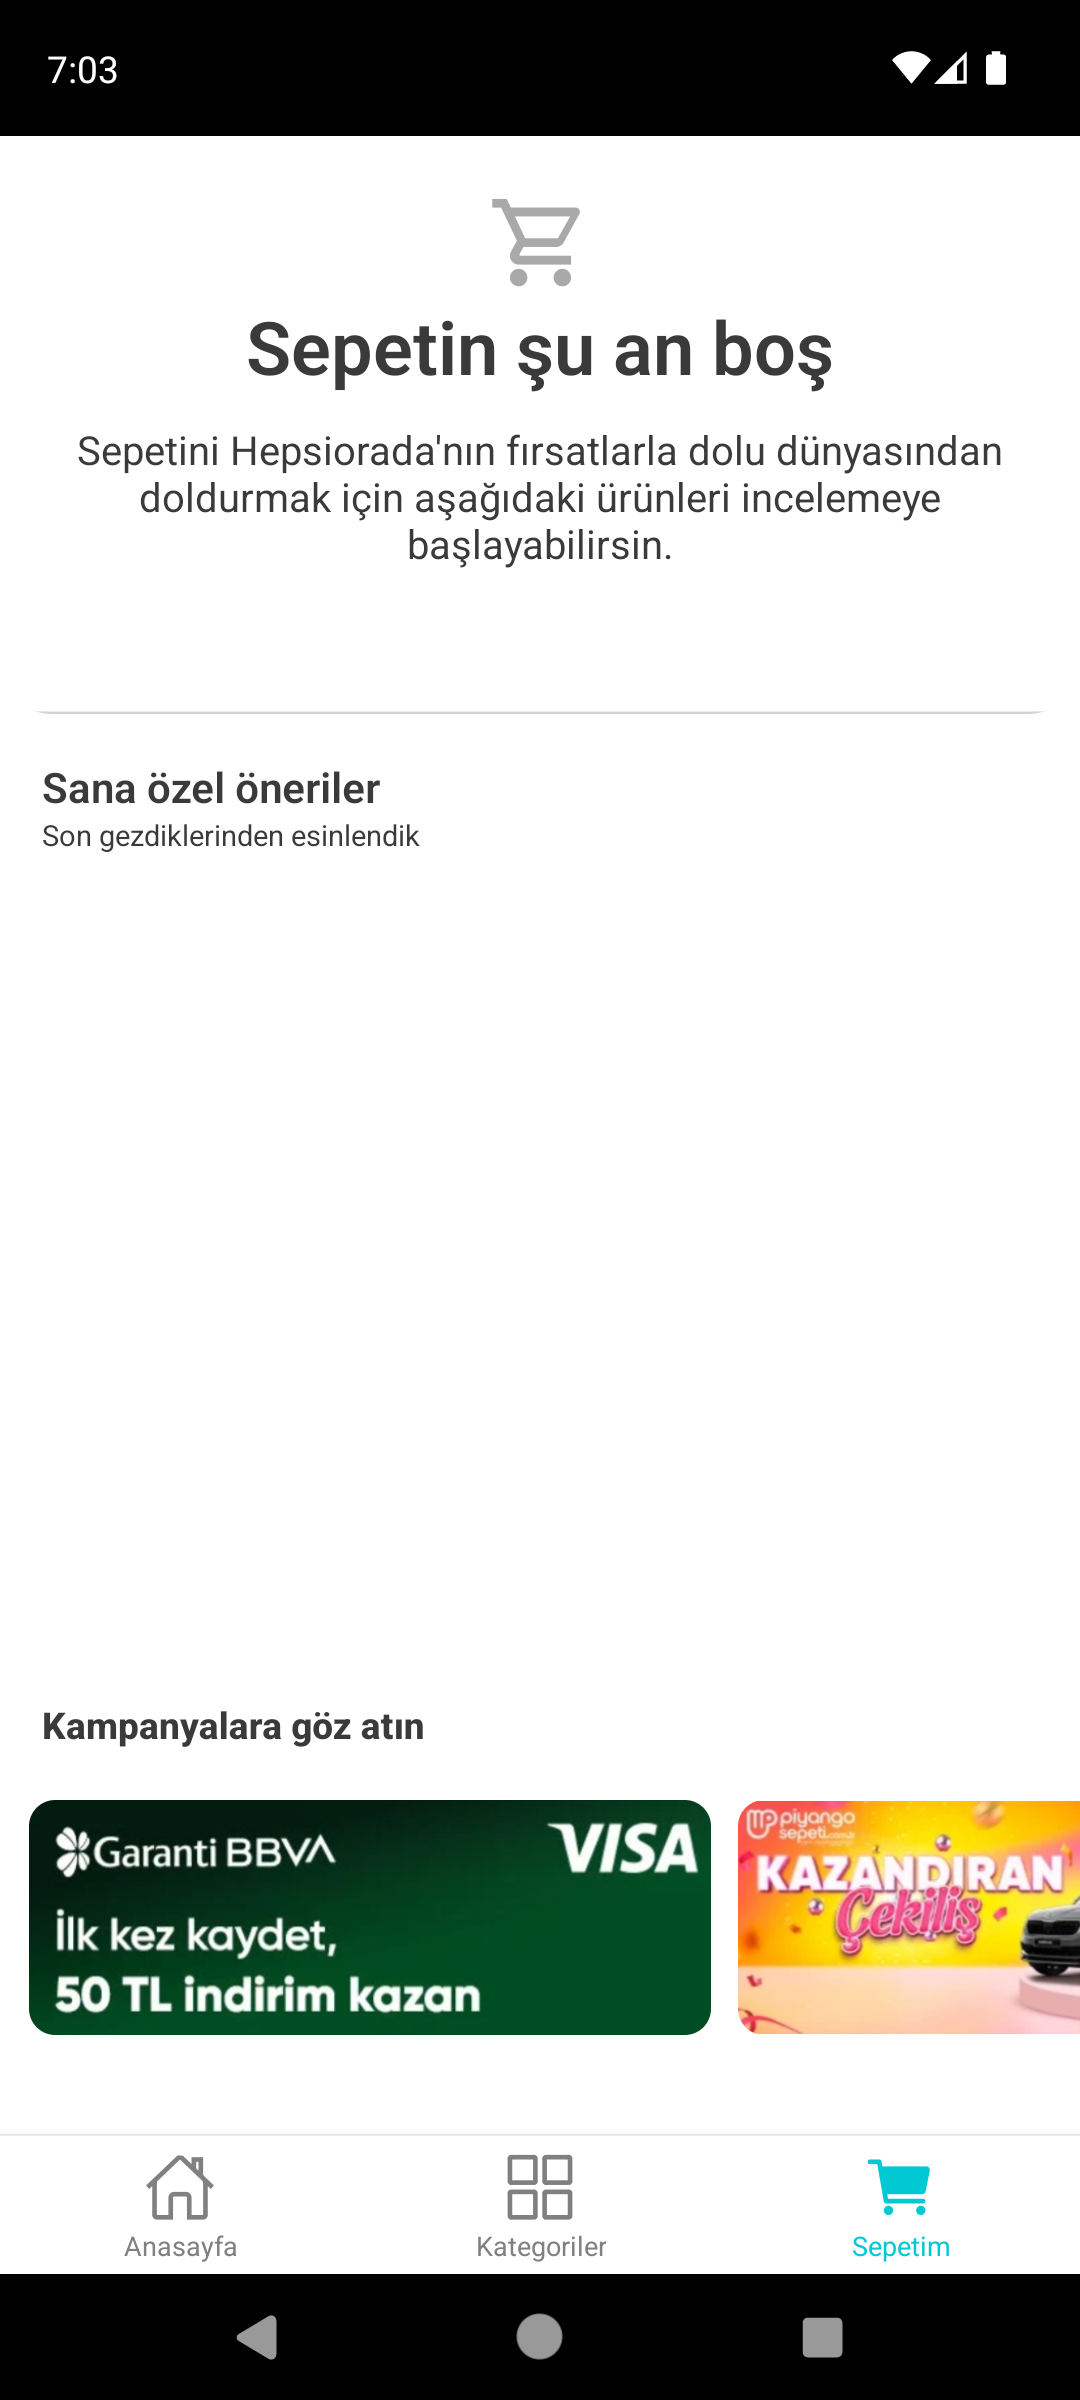 7:03
Sepetin şu an boş
Sepetini Hepsiorada'nın fırsatlarla dolu dünyasından
doldurmak için aşağıdaki ürünleri incelemeye
başlayabilirsin.
Sana özel öneriler
Son gezdiklerinden esinlendik
Kampanyalara göz atın
Garanti BBVA
VISA
İlk kez kaydet,
50 TL indirim kazan
piyango
sepeti.com.tr
KAZANDIRAN
Çekiliş
Anasayfa
Kategoriler
Sepetim